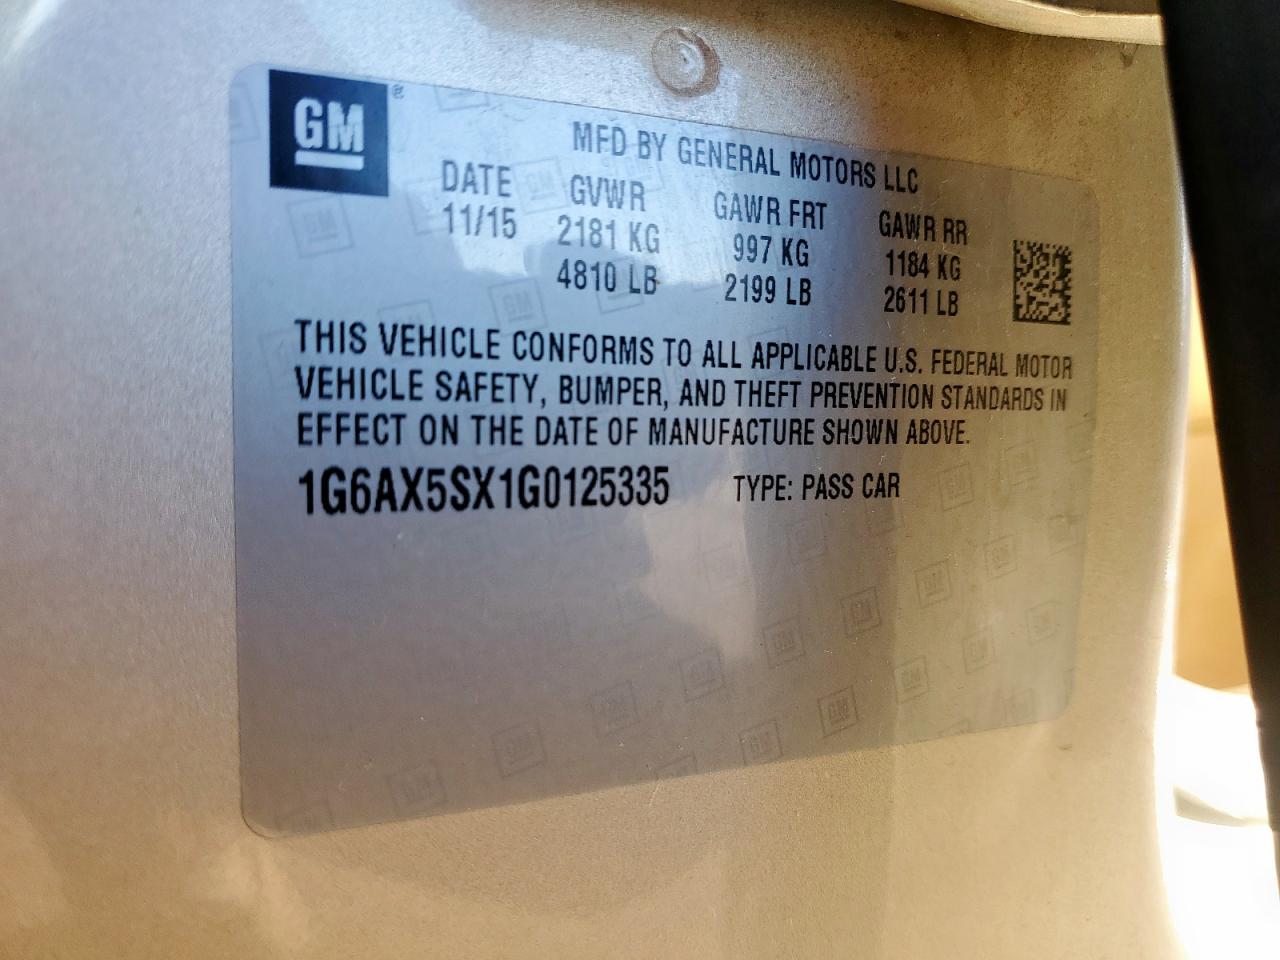 GM
MFD BY GENERAL MOTORS LLC
DATE GVWR GAWR FRT GAWR RR
11/15 2181 KG 997 KG 1184 KG
4810 LB 2199 LB 2611 LB
THIS VEHICLE CONFORMS TO ALL APPLICABLE U.S. FEDERAL MOTOR
VEHICLE SAFETY, BUMPER, AND THEFT PREVENTION STANDARDS IN
EFFECT ON THE DATE OF MANUFACTURE SHOWN ABOVE.
1G6AX5SX1G0125335 TYPE: PASS CAR